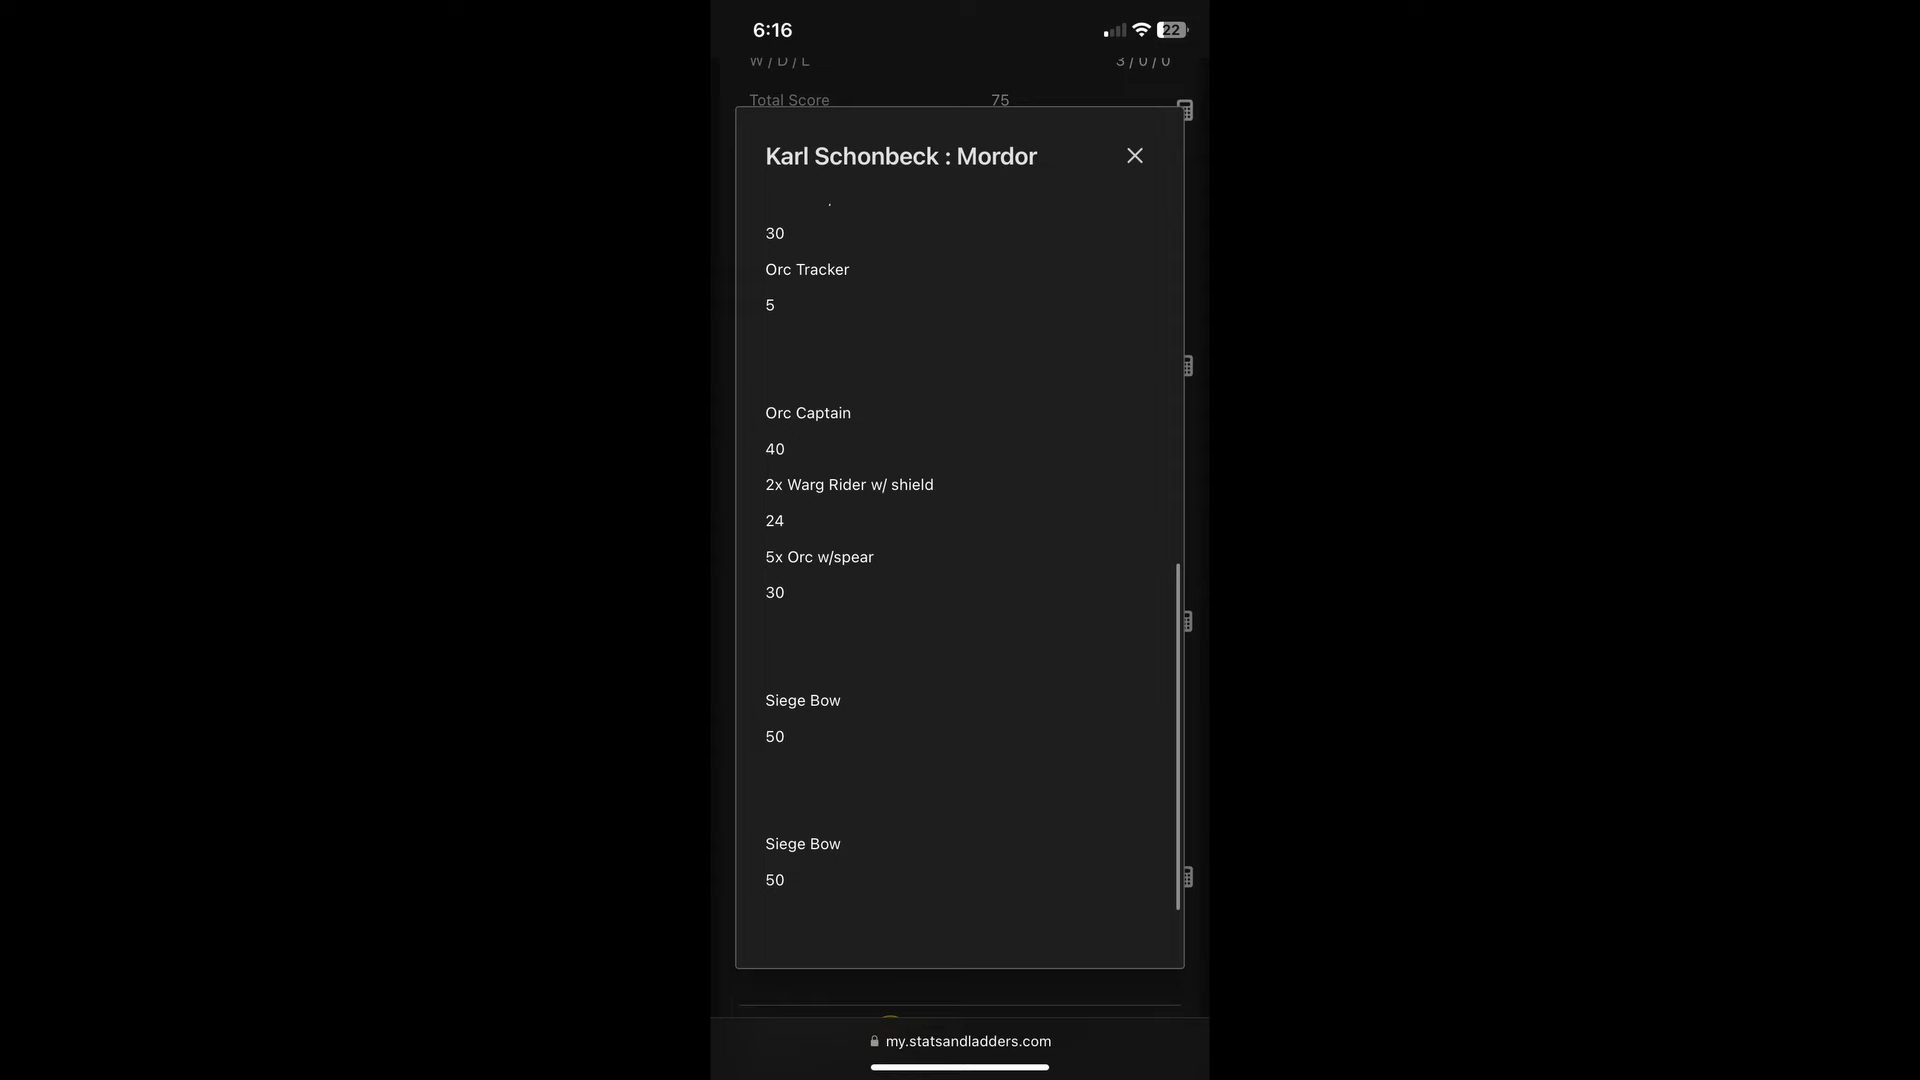 6:16
22
W / D / L 3 / 0 / 0
Total Score 75
Karl Schonbeck : Mordor
30
Orc Tracker
5
Orc Captain
40
2x Warg Rider w/ shield
24
5x Orc w/spear
30
Siege Bow
50
Siege Bow
50
my.statsandladders.com